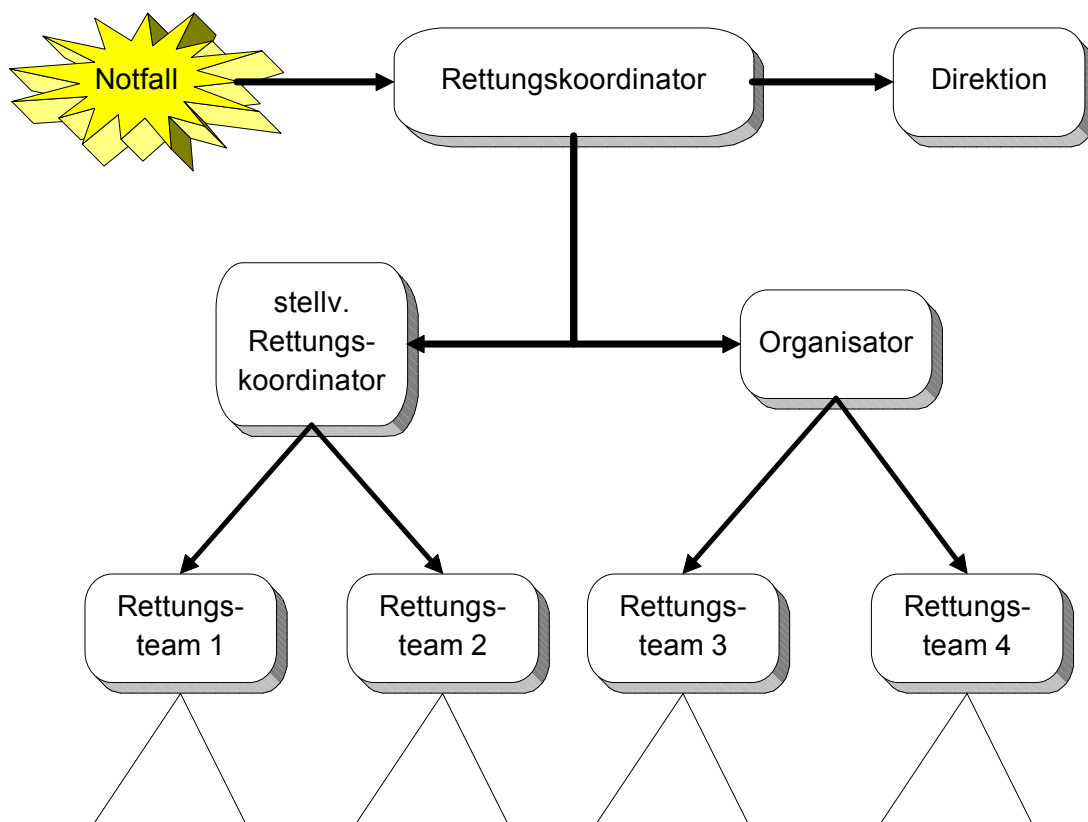 Notfall
Rettungskoordinator
Direktion
stellv.
Rettungs-
koordinator
Organisator
Rettungs-
team 1
Rettungs-
team 2
Rettungs-
team 3
Rettungs-
team 4